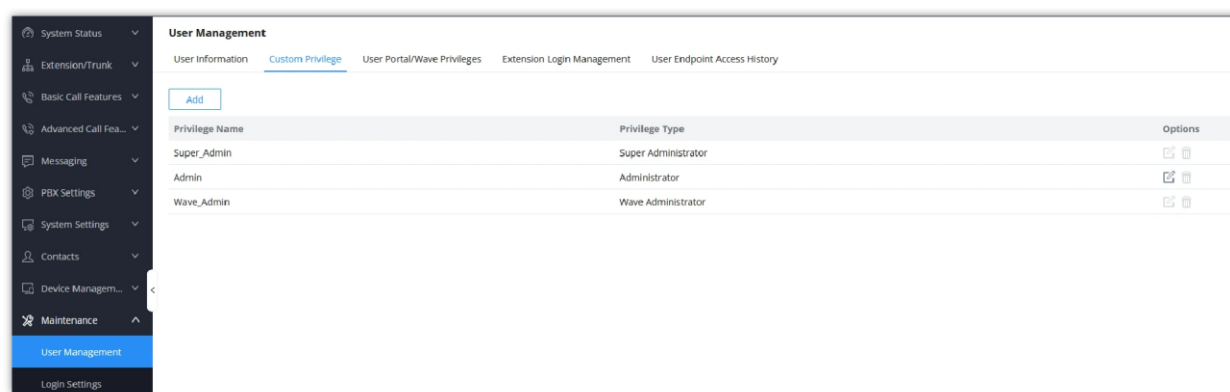 System Status
Extension/Trunk
Basic Call Features
Advanced Call Fea...
Messaging
PBX Settings
System Settings
Contacts
Device Managem...
Maintenance
User Management
Login Settings
User Management
User Information Custom Privilege User Portal/Wave Privileges Extension Login Management User Endpoint Access History
Add
Privilege Name Privilege Type Options
Super_Admin Super Administrator
Admin Administrator
Wave_Admin Wave Administrator